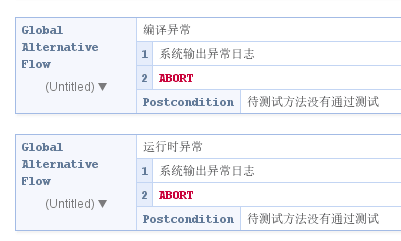 Global Alternative Flow
(Untitled) ▼
编译异常
1 系统输出异常日志
2 ABORT
Postcondition 待测试方法没有通过测试
Global Alternative Flow
(Untitled) ▼
运行时异常
1 系统输出异常日志
2 ABORT
Postcondition 待测试方法没有通过测试